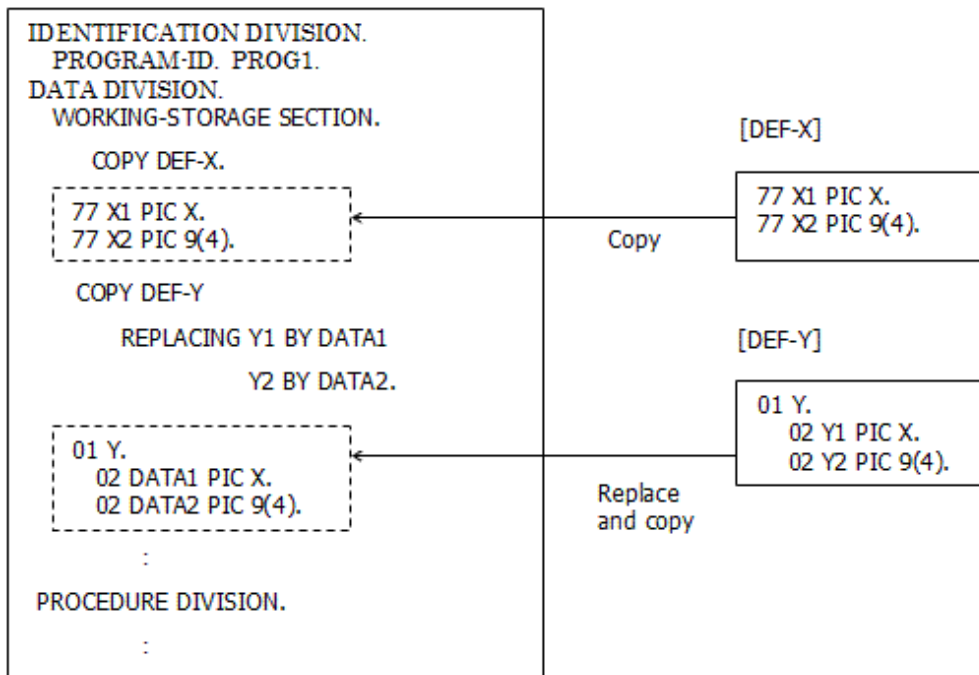 IDENTIFICATION DIVISION.
PROGRAM-ID. PROG1.
DATA DIVISION.
WORKING-STORAGE SECTION.
COPY DEF-X.
77 X1 PIC X.
77 X2 PIC 9(4).
COPY DEF-Y
REPLACING Y1 BY DATA1
Y2 BY DATA2.
01 Y.
02 DATA1 PIC X.
02 DATA2 PIC 9(4).
:
PROCEDURE DIVISION.
:
Copy
Replace
and copy
[DEF-X]
77 X1 PIC X.
77 X2 PIC 9(4).
[DEF-Y]
01 Y.
02 Y1 PIC X.
02 Y2 PIC 9(4).